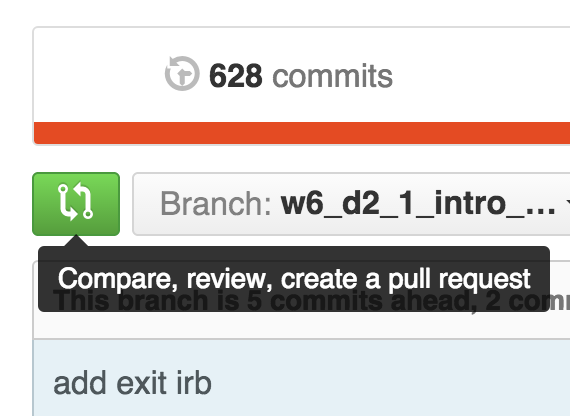 628 commits
Branch: w6_d2_1_intro_...
Compare, review, create a pull request
This branch is 5 commits ahead, 2 com
add exit irb